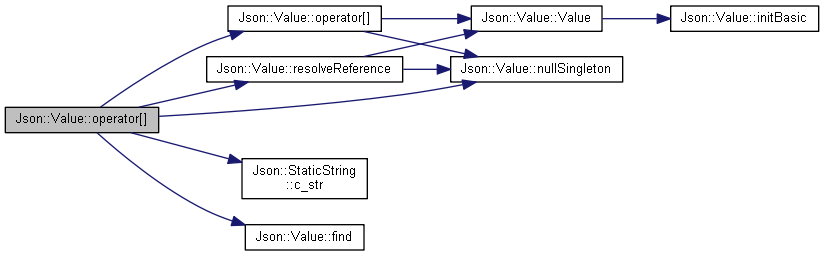 Json::Value::operator[]
Json::Value::operator[]
Json::Value::Value
Json::Value::initBasic
Json::Value::resolveReference
Json::Value::nullSingleton
Json::StaticString
::c_str
Json::Value::find